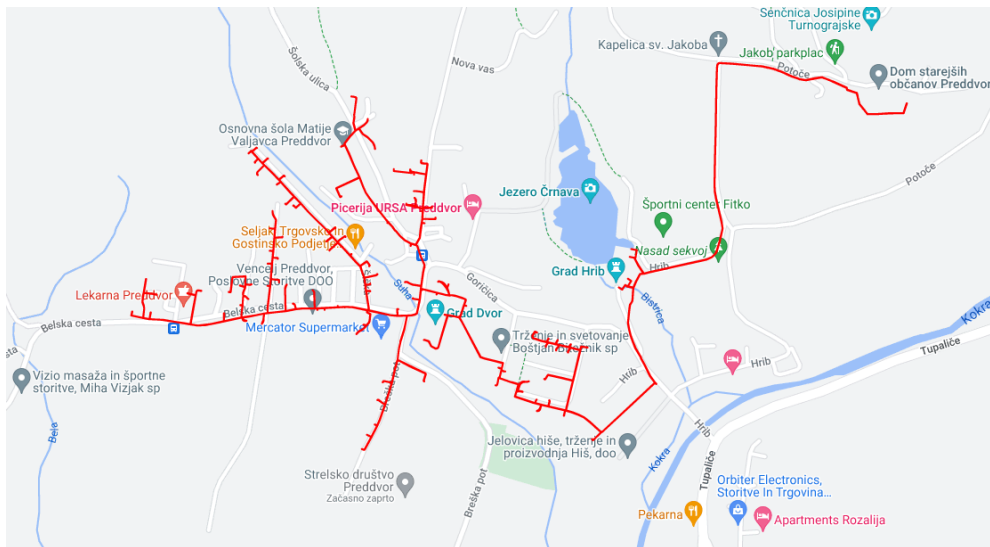 Senčnica Josipine
Turnograjske
Kapelica sv. Jakoba
Jakob parkplac
Potoče
Dom starejših
občanov Preddvor
Šolska ulica
Nova vas
Osnovna šola Matije
Valjavca Preddvor
Potoče
Jezero Črnava
Picerija URSA Preddvor
Športni center Fitko
Seljak, Trgovsko In
Gostinsko Podjetje...
Nasad sekvoj
Hrib
Grad Hrib
Vencelj Preddvor,
Poslovne Storitve DOO
Suha
Goričica
Lekarna Preddvor
Bistrica
Belska cesta
Grad Dvor
Kokra
Belska cesta
Mercator Supermarket
Trženje in svetovanje
Tupaliče
Hrib
Vizio masaža in športne
storitve, Miha Vizjak sp
Hrib
Breška pot
Bela
Hrib
Jelovica hiše, trženje in
proizvodnja Hiš, doo
Kokra
Tupaliče
Strelsko društvo
Preddvor
Začasno zaprto
Breška pot
Orbiter Electronics,
Storitve In Trgovina...
Pekarna
Apartments Rozalija